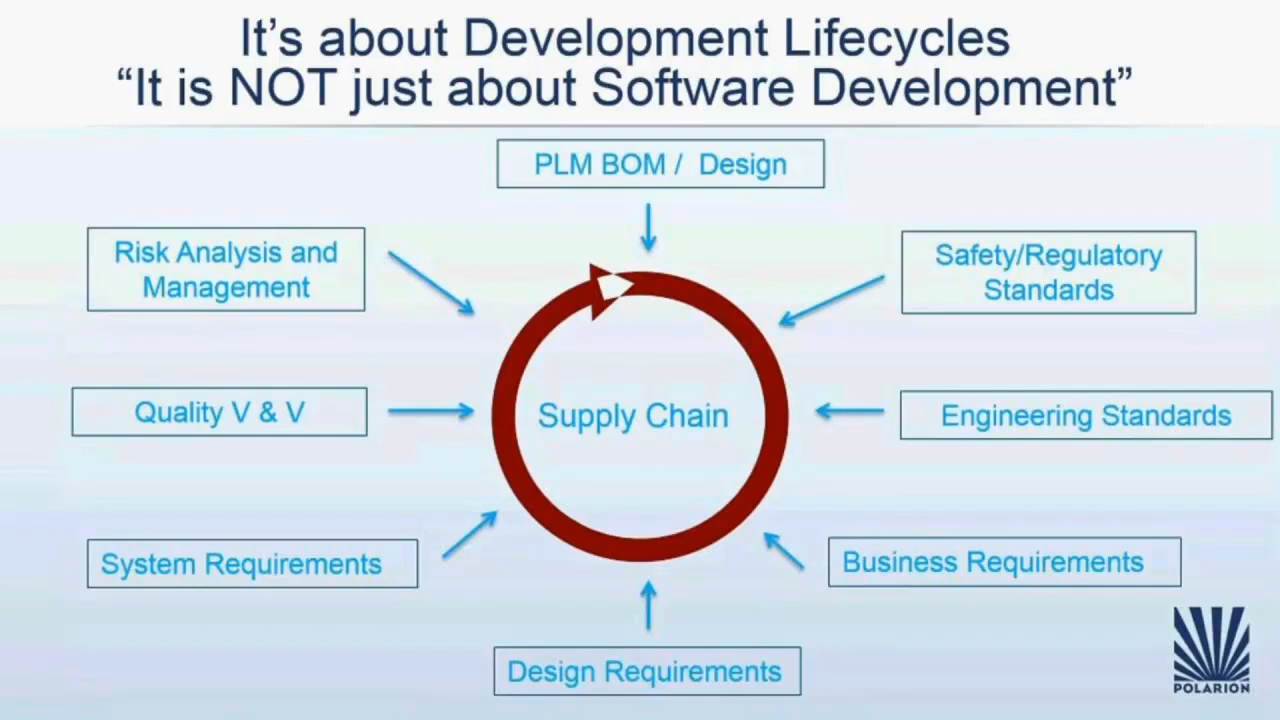 It's about Development Lifecycles
“It is NOT just about Software Development”
PLM BOM / Design
Risk Analysis and
Management
Safety/Regulatory
Standards
Quality V & V
Supply Chain
Engineering Standards
System Requirements
Business Requirements
Design Requirements
POLARION